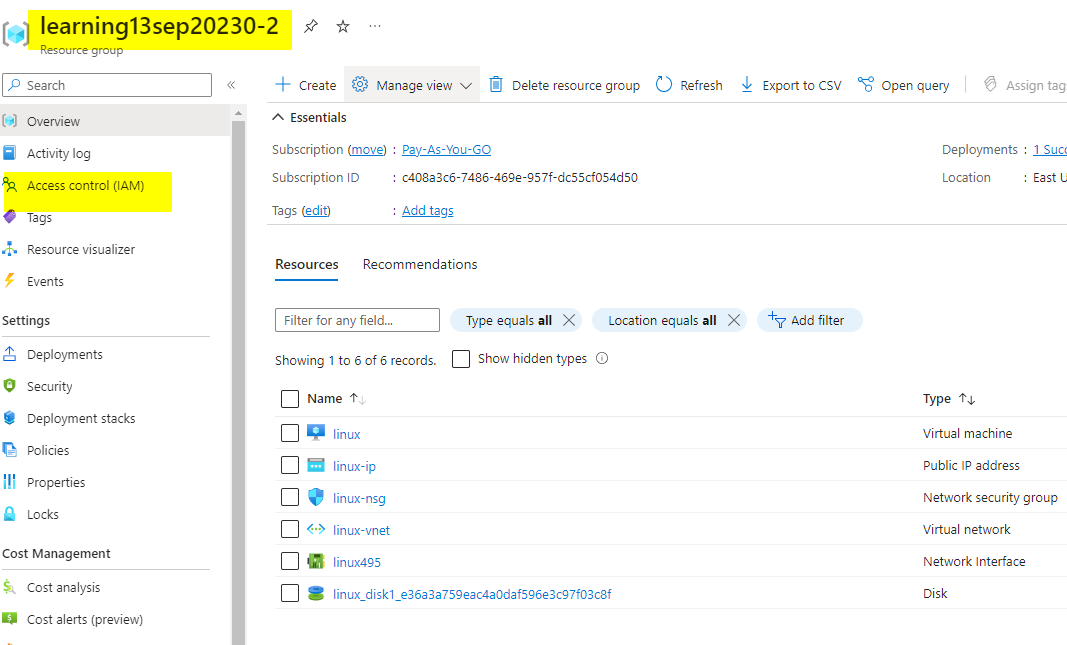 learning13sep20230-2
Resource group
Search
Create Manage view Delete resource group Refresh Export to CSV Open query Assign tags
Overview
Activity log
Access control (IAM)
Tags
Resource visualizer
Events
Settings
Deployments
Security
Deployment stacks
Policies
Properties
Locks
Cost Management
Cost analysis
Cost alerts (preview)
Essentials
Subscription (move) : Pay-As-You-GO
Subscription ID : c408a3c6-7486-469e-957f-dc55cf054d50
Tags (edit) : Add tags
Deployments : 1 Succ
Location : East U
Resources Recommendations
Filter for any field... Type equals all Location equals all Add filter
Showing 1 to 6 of 6 records. Show hidden types
Name Type
linux Virtual machine
linux-ip Public IP address
linux-nsg Network security group
linux-vnet Virtual network
linux495 Network Interface
linux_disk1_e36a3a759eac4a0daf596e3c97f03c8f Disk